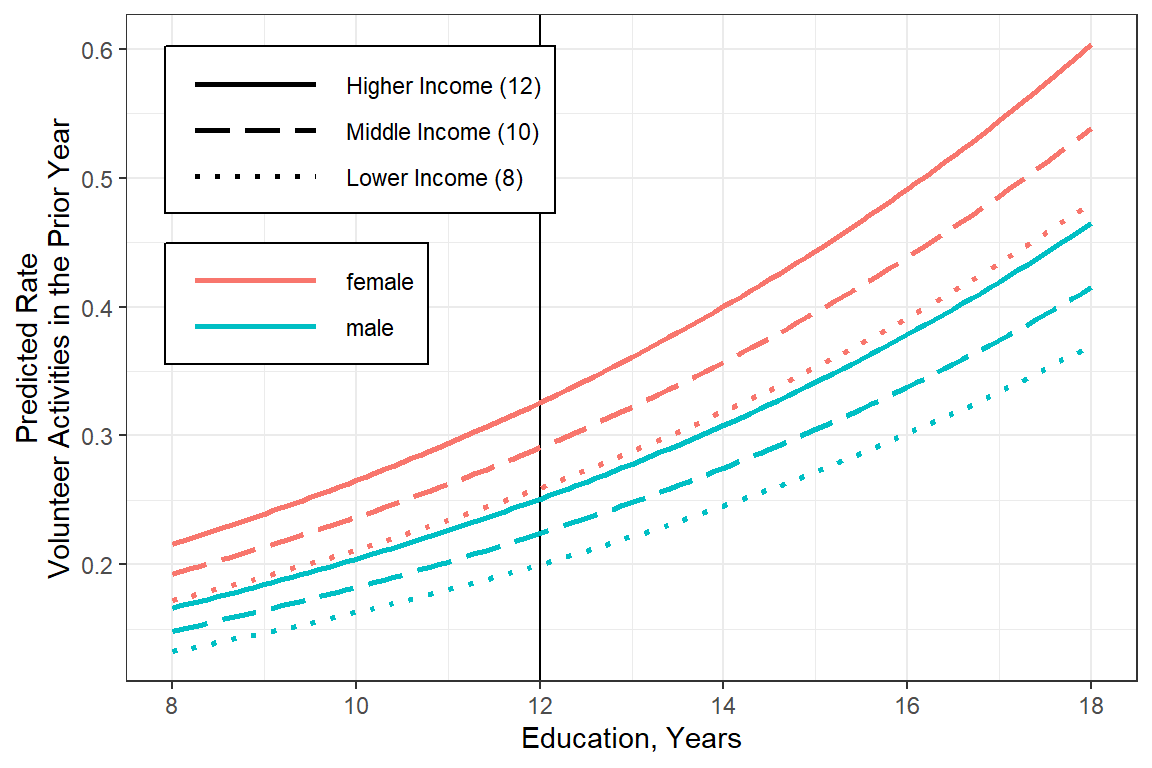 0.6
0.5
0.4
0.3
0.2
Predicted Rate
Volunteer Activities in the Prior Year
Higher Income (12)
Middle Income (10)
Lower Income (8)
female
male
8
10
12
14
16
18
Education, Years